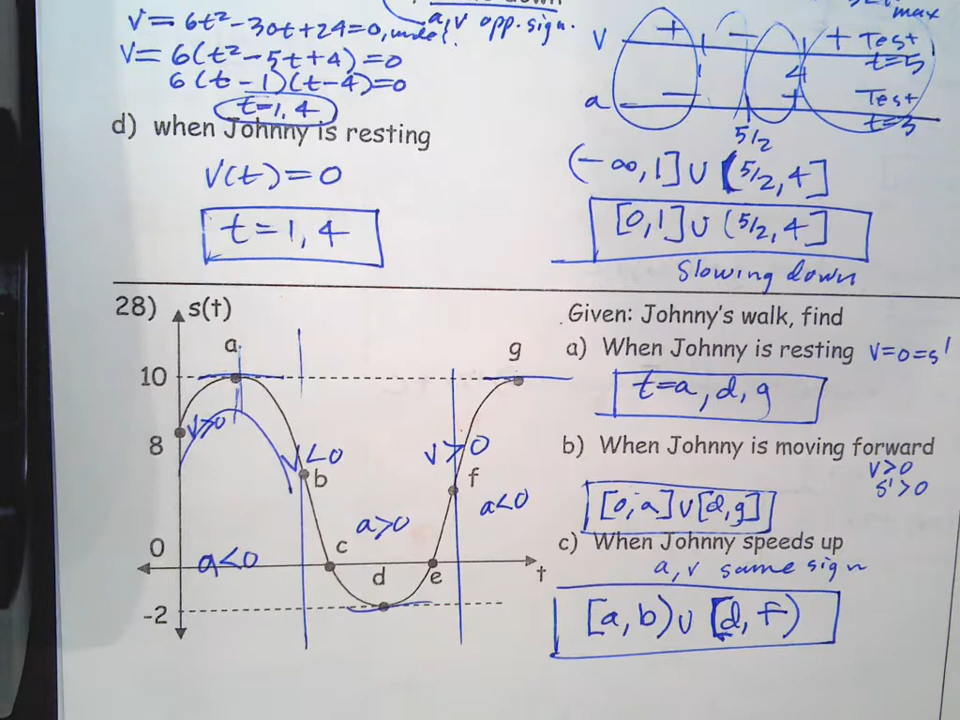 V = 6t² - 30t + 24 = 0,
a, v opp. sign.
max
V = 6(t² - 5t + 4) = 0
6(t - 1)(t - 4) = 0
t = 1, 4
V + - + Test t=5
1 4
a - + Test t=3
5/2
d) when Johnny is resting
V(t) = 0
t = 1, 4
(-∞, 1] ∪ (5/2, 4]
[0, 1] ∪ (5/2, 4]
Slowing down
28) s(t)
a
g
10
8
0
-2
b
c
d
e
f
t
v>0
v<0
v>0
a<0
a>0
a<0
Given: Johnny's walk, find
a) When Johnny is resting v=0=s'
t=a, d, g
b) When Johnny is moving forward
v>0
s'>0
[0, a] ∪ [d, g]
c) When Johnny speeds up
a, v same sign
[a, b) ∪ [d, f)